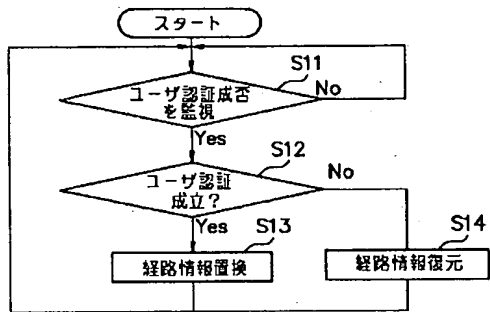 スタート
S11
ユーザ認証成否
を監視
No
Yes
S12
ユーザ認証
成立?
No
Yes
S13
経路情報置換
S14
経路情報復元